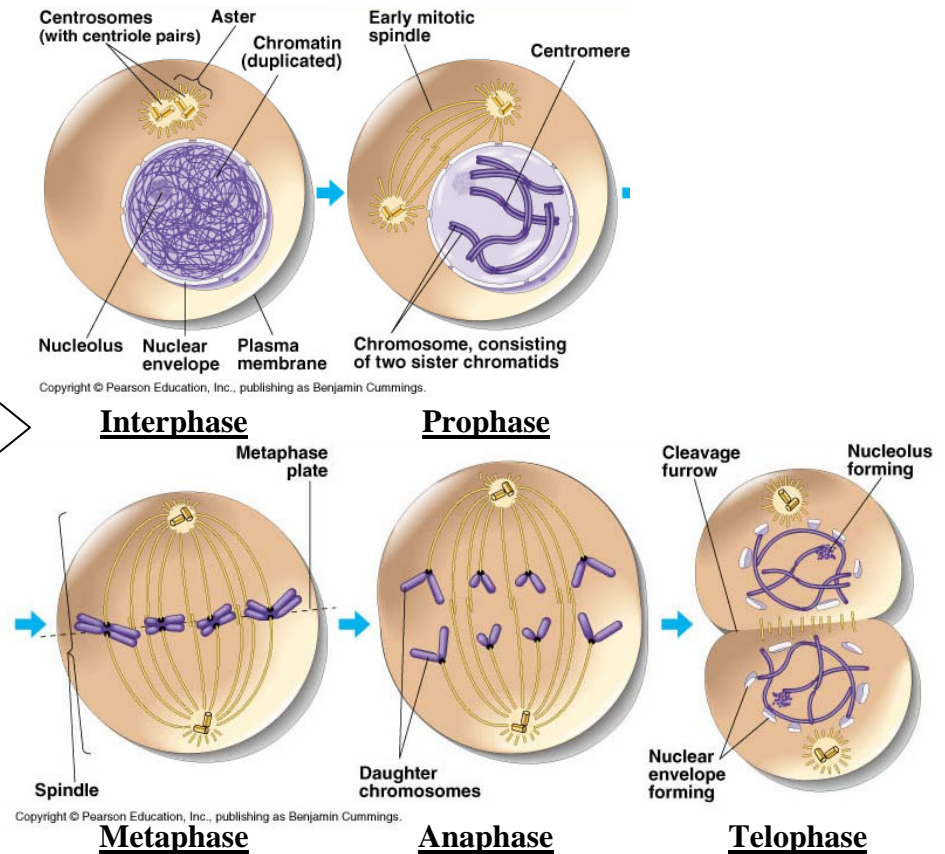 Centrosomes
(with centriole pairs)
Aster
Chromatin
(duplicated)
Early mitotic
spindle
Centromere
Nucleolus
Nuclear
envelope
Plasma
membrane
Chromosome, consisting
of two sister chromatids
Copyright © Pearson Education, Inc., publishing as Benjamin Cummings.
Interphase
Prophase
Metaphase
plate
Cleavage
furrow
Nucleolus
forming
Spindle
Daughter
chromosomes
Nuclear
envelope
forming
Copyright © Pearson Education, Inc., publishing as Benjamin Cummings.
Metaphase
Anaphase
Telophase